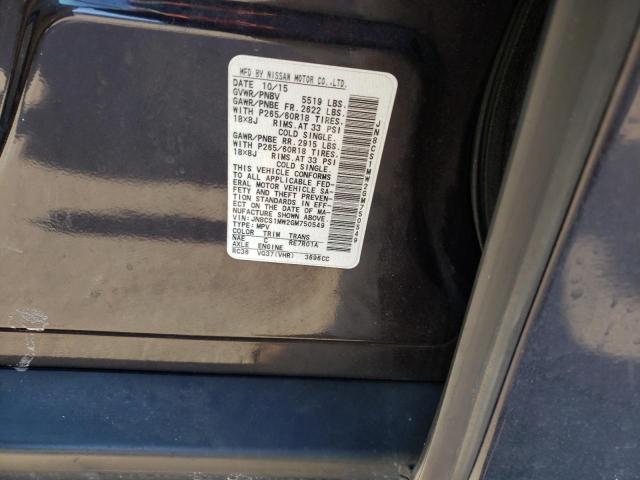 MFD BY NISSAN MOTOR CO.,LTD.
DATE 10/15
GVWR/PNBV 5519 LBS.
GAWR/PNBE FR. 2622 LBS.
WITH P265/60R18 TIRES.
18X8J RIMS.AT 33 PSI
COLD SINGLE.
GAWR/PNBE RR. 2915 LBS.
WITH P265/60R18 TIRES.
18X8J RIMS.AT 33 PSI
COLD SINGLE.
THIS VEHICLE CONFORMS
TO ALL APPLICABLE FED-
ERAL MOTOR VEHICLE SA-
FETY AND THEFT PREVEN-
TION STANDARDS IN EFF-
ECT ON THE DATE OF MA-
NUFACTURE SHOWN ABOVE.
VIN:JN8CS1MW2GM750549
TYPE:MPV
COLOR TRIM TRANS
NAE C RE7R01A
AXLE ENGINE
RC38 VQ37(VHR) 3696CC
JN8CS1MW2GM750549